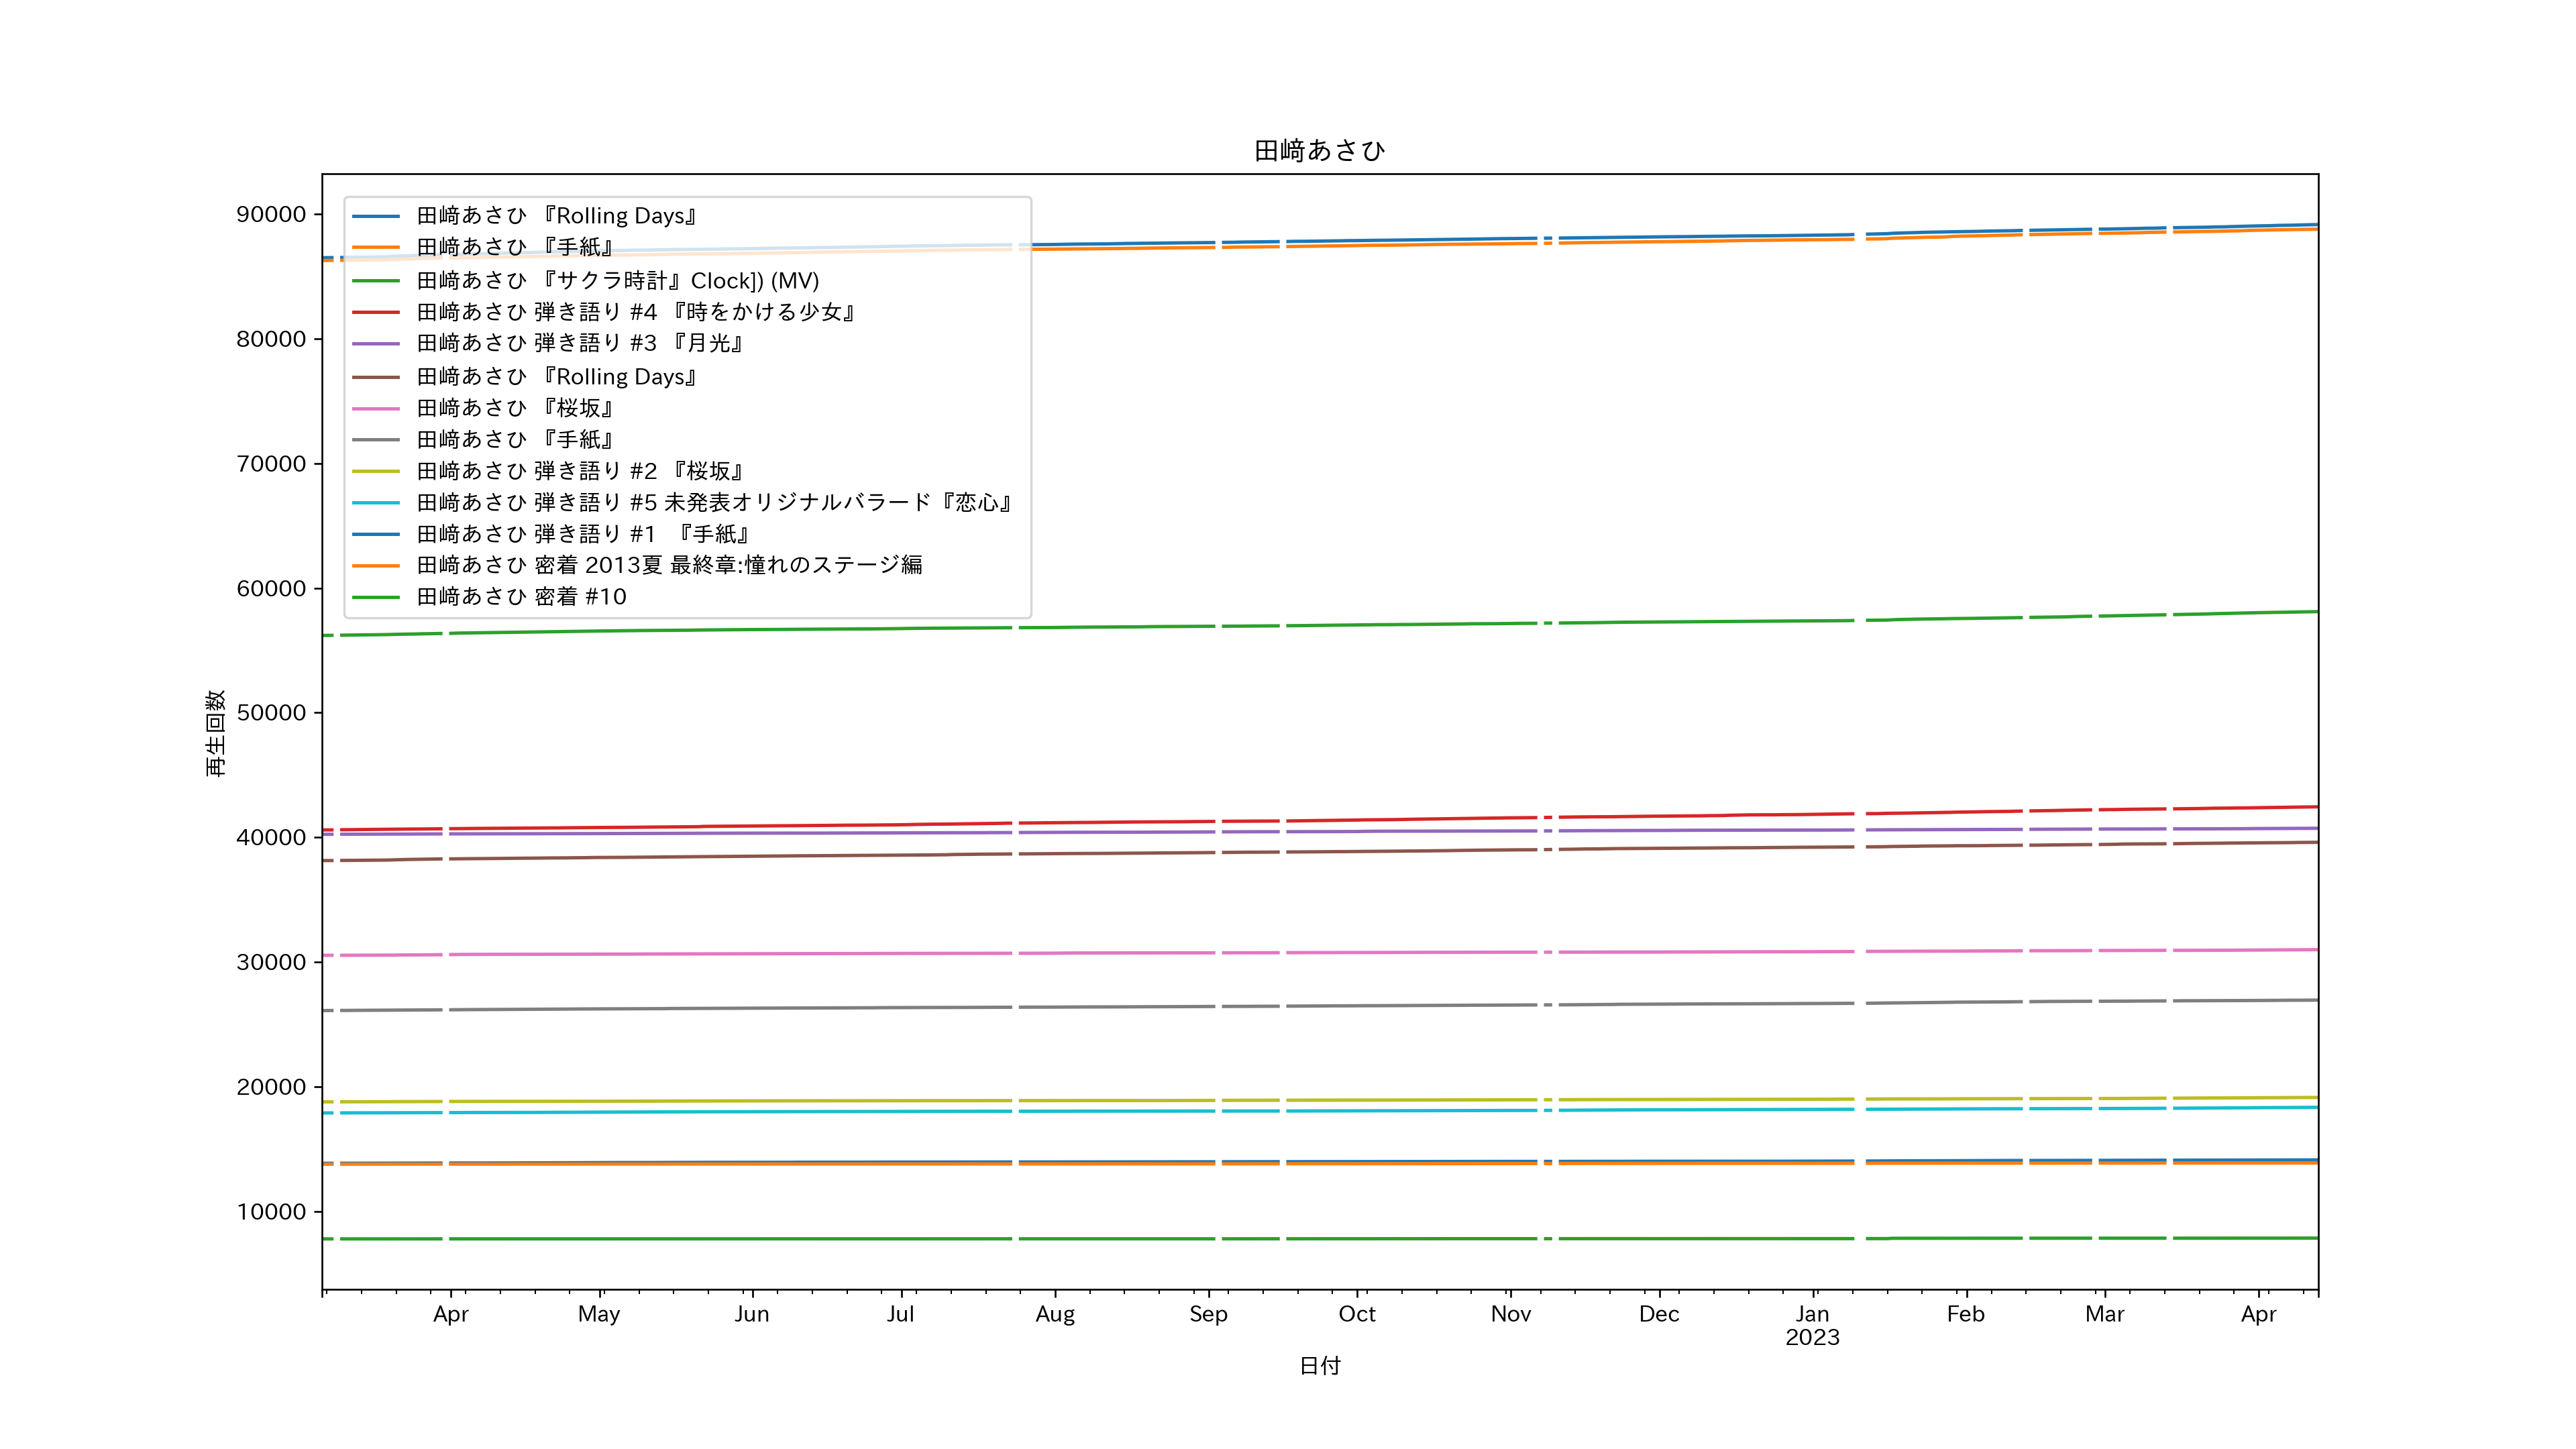 田﨑あさひ
90000
80000
70000
60000
50000
40000
30000
20000
10000
再生回数
田﨑あさひ 『Rolling Days』
田﨑あさひ 『手紙』
田﨑あさひ 『サクラ時計』Clock]) (MV)
田﨑あさひ 弾き語り #4 『時をかける少女』
田﨑あさひ 弾き語り #3 『月光』
田﨑あさひ 『Rolling Days』
田﨑あさひ 『桜坂』
田﨑あさひ 『手紙』
田﨑あさひ 弾き語り #2 『桜坂』
田﨑あさひ 弾き語り #5 未発表オリジナルバラード『恋心』
田﨑あさひ 弾き語り #1 『手紙』
田﨑あさひ 密着 2013夏 最終章:憧れのステージ編
田﨑あさひ 密着 #10
Apr May Jun Jul Aug Sep Oct Nov Dec Jan Feb Mar Apr
2023
日付